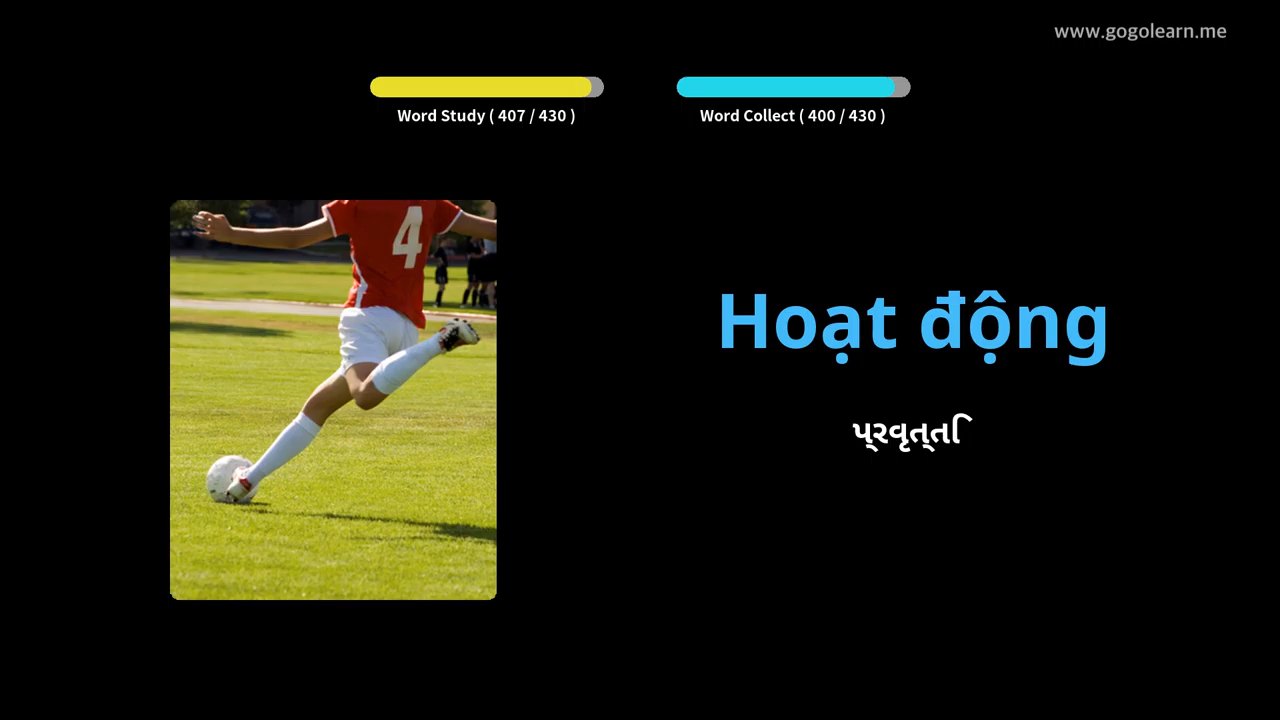 www.gogolearn.me
Word Study ( 407 / 430 )
Word Collect ( 400 / 430 )
4
Hoạt động
પ્રવૃત્તિ